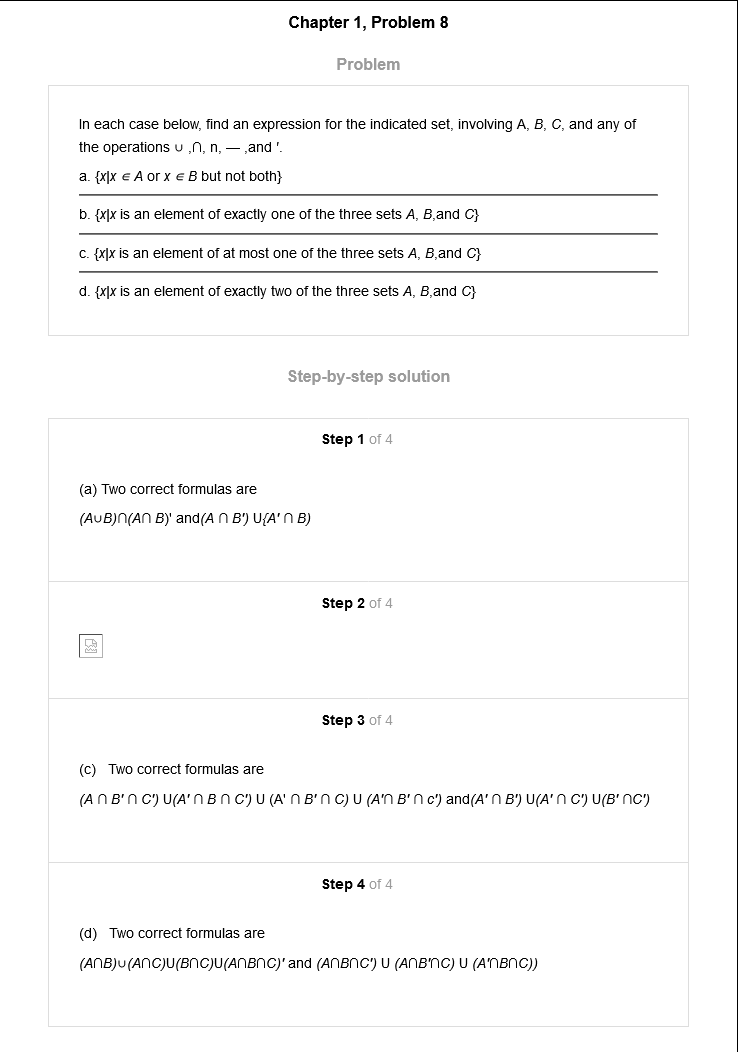 Chapter 1, Problem 8
Problem
In each case below, find an expression for the indicated set, involving A, B, C, and any of
the operations ∪ ,∩, n, — ,and ′.
a. {x|x ∈ A or x ∈ B but not both}
b. {x|x is an element of exactly one of the three sets A, B,and C}
c. {x|x is an element of at most one of the three sets A, B,and C}
d. {x|x is an element of exactly two of the three sets A, B,and C}
Step-by-step solution
Step 1 of 4
(a) Two correct formulas are
(A∪B)∩(A∩ B)' and(A ∩ B′) U{A′ ∩ B)
Step 2 of 4
Step 3 of 4
(c) Two correct formulas are
(A ∩ B′ ∩ C′) U(A′ ∩ B ∩ C′) U (A' ∩ B′ ∩ C) U (A′∩ B′ ∩ c′) and(A′ ∩ B′) U(A′ ∩ C′) U(B′ ∩C′)
Step 4 of 4
(d) Two correct formulas are
(A∩B)∪(A∩C)U(B∩C)U(A∩B∩C)′ and (A∩B∩C′) U (A∩B′∩C) U (A′∩B∩C))